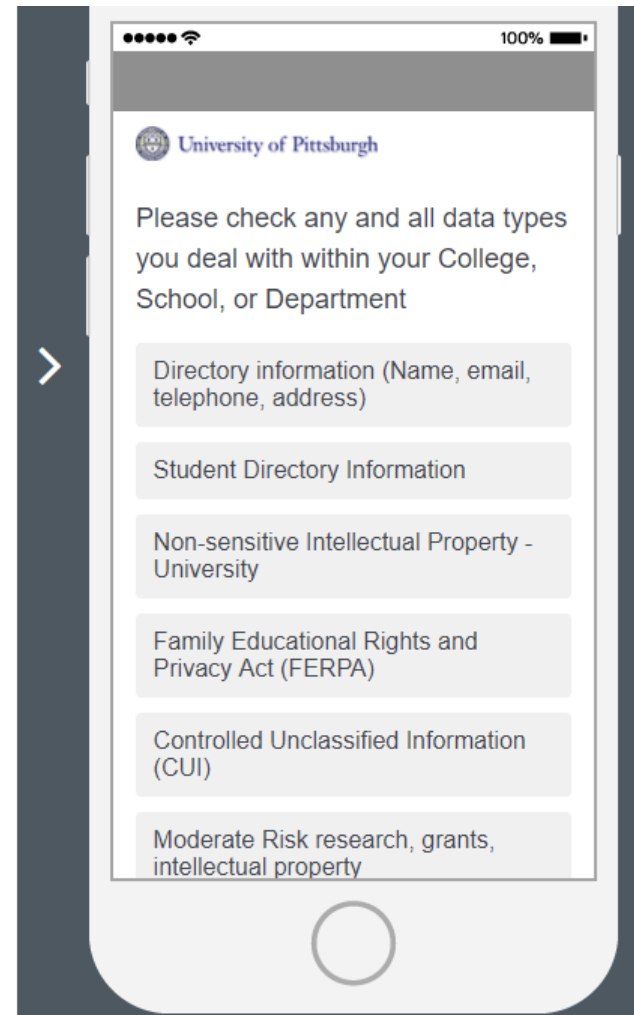 100%
University of Pittsburgh
Please check any and all data types
you deal with within your College,
School, or Department
Directory information (Name, email,
telephone, address)
Student Directory Information
Non-sensitive Intellectual Property -
University
Family Educational Rights and
Privacy Act (FERPA)
Controlled Unclassified Information
(CUI)
Moderate Risk research, grants,
intellectual property